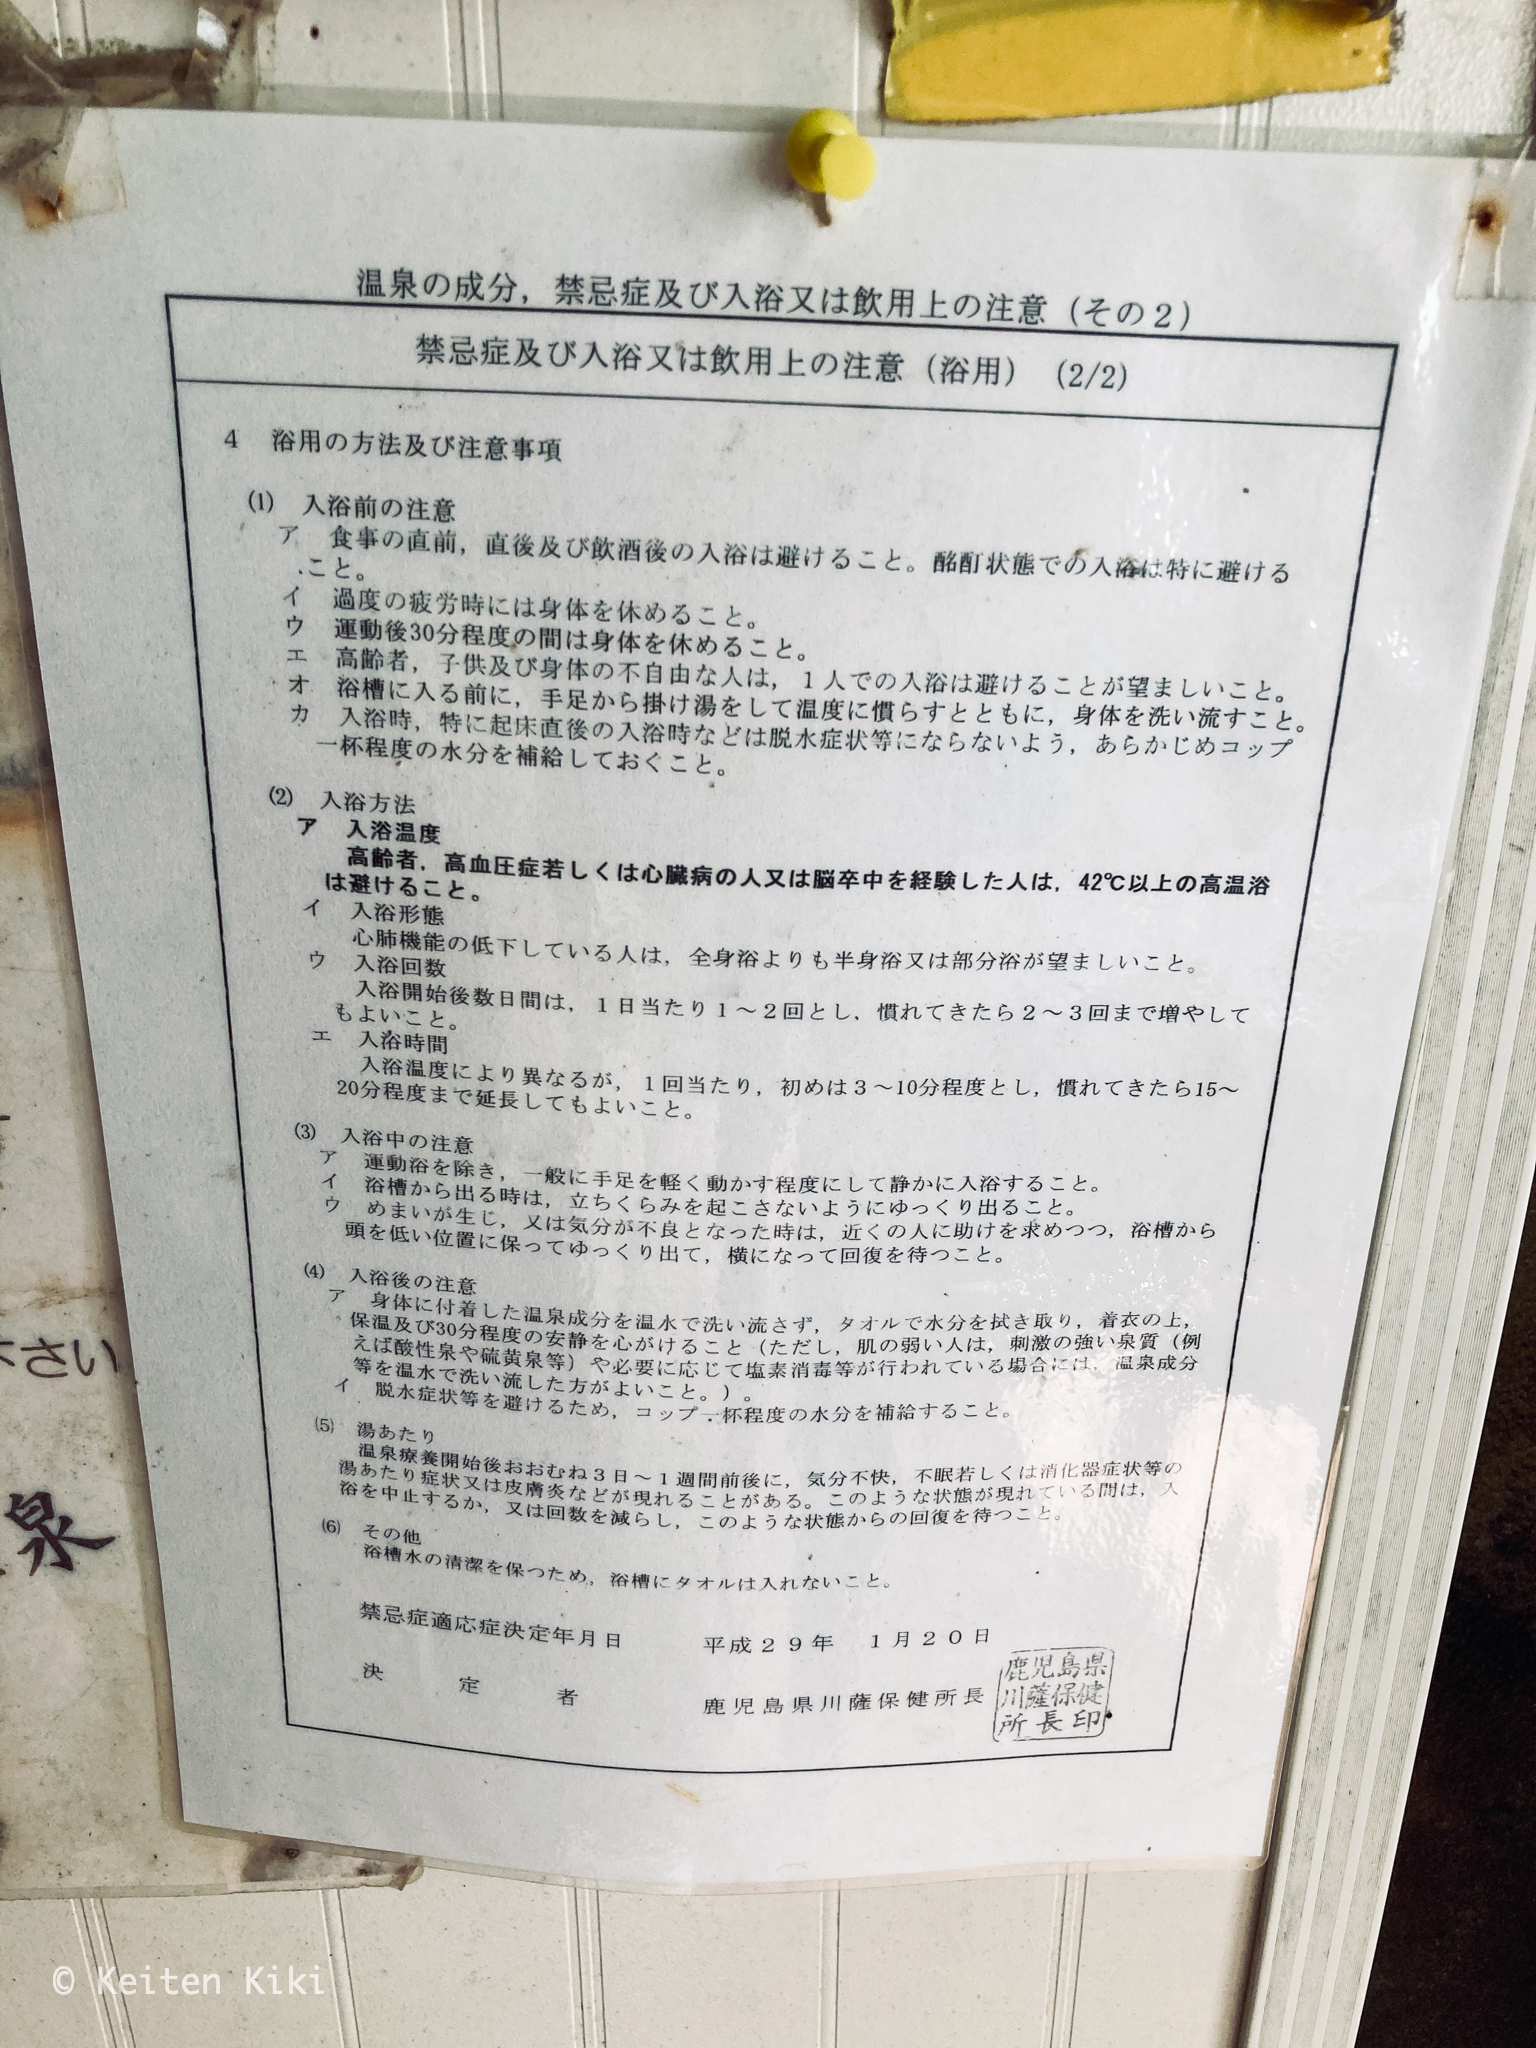 温泉の成分，禁忌症及び入浴又は飲用上の注意（その２）
禁忌症及び入浴又は飲用上の注意（浴用）（2/2）
4　浴用の方法及び注意事項
⑴　入浴前の注意
ア　食事の直前，直後及び飲酒後の入浴は避けること。酩酊状態での入浴は特に避ける
こと。
イ　過度の疲労時には身体を休めること。
ウ　運動後30分程度の間は身体を休めること。
エ　高齢者，子供及び身体の不自由な人は，１人での入浴は避けることが望ましいこと。
オ　浴槽に入る前に，手足から掛け湯をして温度に慣らすとともに，身体を洗い流すこと。
カ　入浴時，特に起床直後の入浴時などは脱水症状等にならないよう，あらかじめコップ
一杯程度の水分を補給しておくこと。
⑵　入浴方法
ア　入浴温度
高齢者，高血圧症若しくは心臓病の人又は脳卒中を経験した人は，42℃以上の高温浴
は避けること。
イ　入浴形態
心肺機能の低下している人は，全身浴よりも半身浴又は部分浴が望ましいこと。
ウ　入浴回数
入浴開始後数日間は，１日当たり１～２回とし，慣れてきたら２～３回まで増やして
もよいこと。
エ　入浴時間
入浴温度により異なるが，１回当たり，初めは３～10分程度とし，慣れてきたら15～
20分程度まで延長してもよいこと。
⑶　入浴中の注意
ア　運動浴を除き，一般に手足を軽く動かす程度にして静かに入浴すること。
イ　浴槽から出る時は，立ちくらみを起こさないようにゆっくり出ること。
ウ　めまいが生じ，又は気分が不良となった時は，近くの人に助けを求めつつ，浴槽から
頭を低い位置に保ってゆっくり出て，横になって回復を待つこと。
⑷　入浴後の注意
ア　身体に付着した温泉成分を温水で洗い流さず，タオルで水分を拭き取り，着衣の上，
保温及び30分程度の安静を心がけること（ただし，肌の弱い人は，刺激の強い泉質（例
えば酸性泉や硫黄泉等）や必要に応じて塩素消毒等が行われている場合には，温泉成分
等を温水で洗い流した方がよいこと。）。
イ　脱水症状等を避けるため，コップ一杯程度の水分を補給すること。
⑸　湯あたり
温泉療養開始後おおむね３日～１週間前後に，気分不快，不眠若しくは消化器症状等の
湯あたり症状又は皮膚炎などが現れることがある。このような状態が現れている間は，入
浴を中止するか，又は回数を減らし，このような状態からの回復を待つこと。
⑹　その他
浴槽水の清潔を保つため，浴槽にタオルは入れないこと。
禁忌症適応症決定年月日　平成２９年　１月２０日
決　定　者　鹿児島県川薩保健所長
鹿児島県
川薩保健
所長印
下さい
泉
© Keiten Kiki